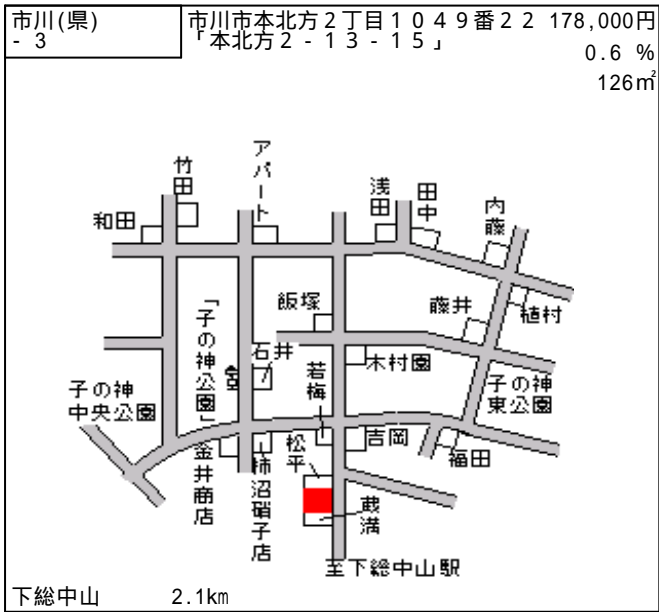 市川(県)
- 3
市川市本北方２丁目１０４９番２２ 178,000円
「本北方２ - 13 - 15」
0.6 %
126㎡
竹田
アパート
和田
浅田
田中
内藤
飯塚
藤井
植村
「子の神公園」
石井
若梅
木村園
子の神
中央公園
子の神
東公園
金井商店
柿沼硝子店
松平
吉岡
福田
蔵満
至下総中山駅
下総中山 2.1km